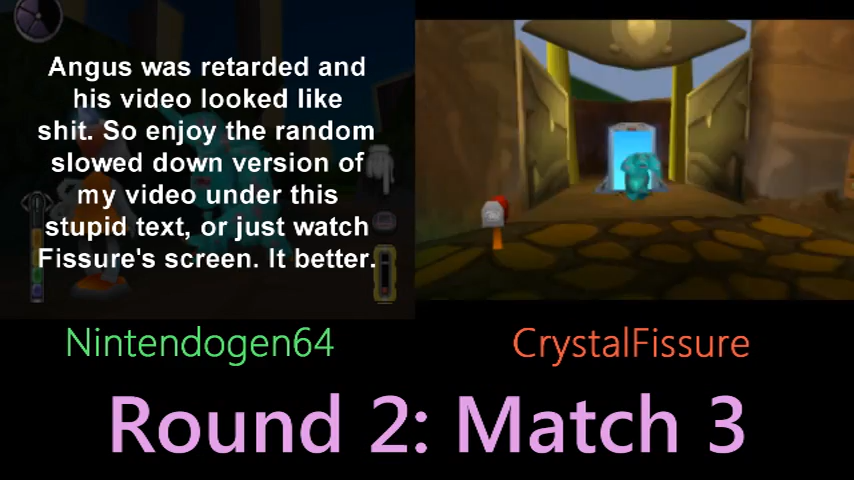 Angus was retarded and
his video looked like
shit. So enjoy the random
slowed down version of
my video under this
stupid text, or just watch
Fissure's screen. It better.
Nintendogen64
CrystalFissure
Round 2: Match 3